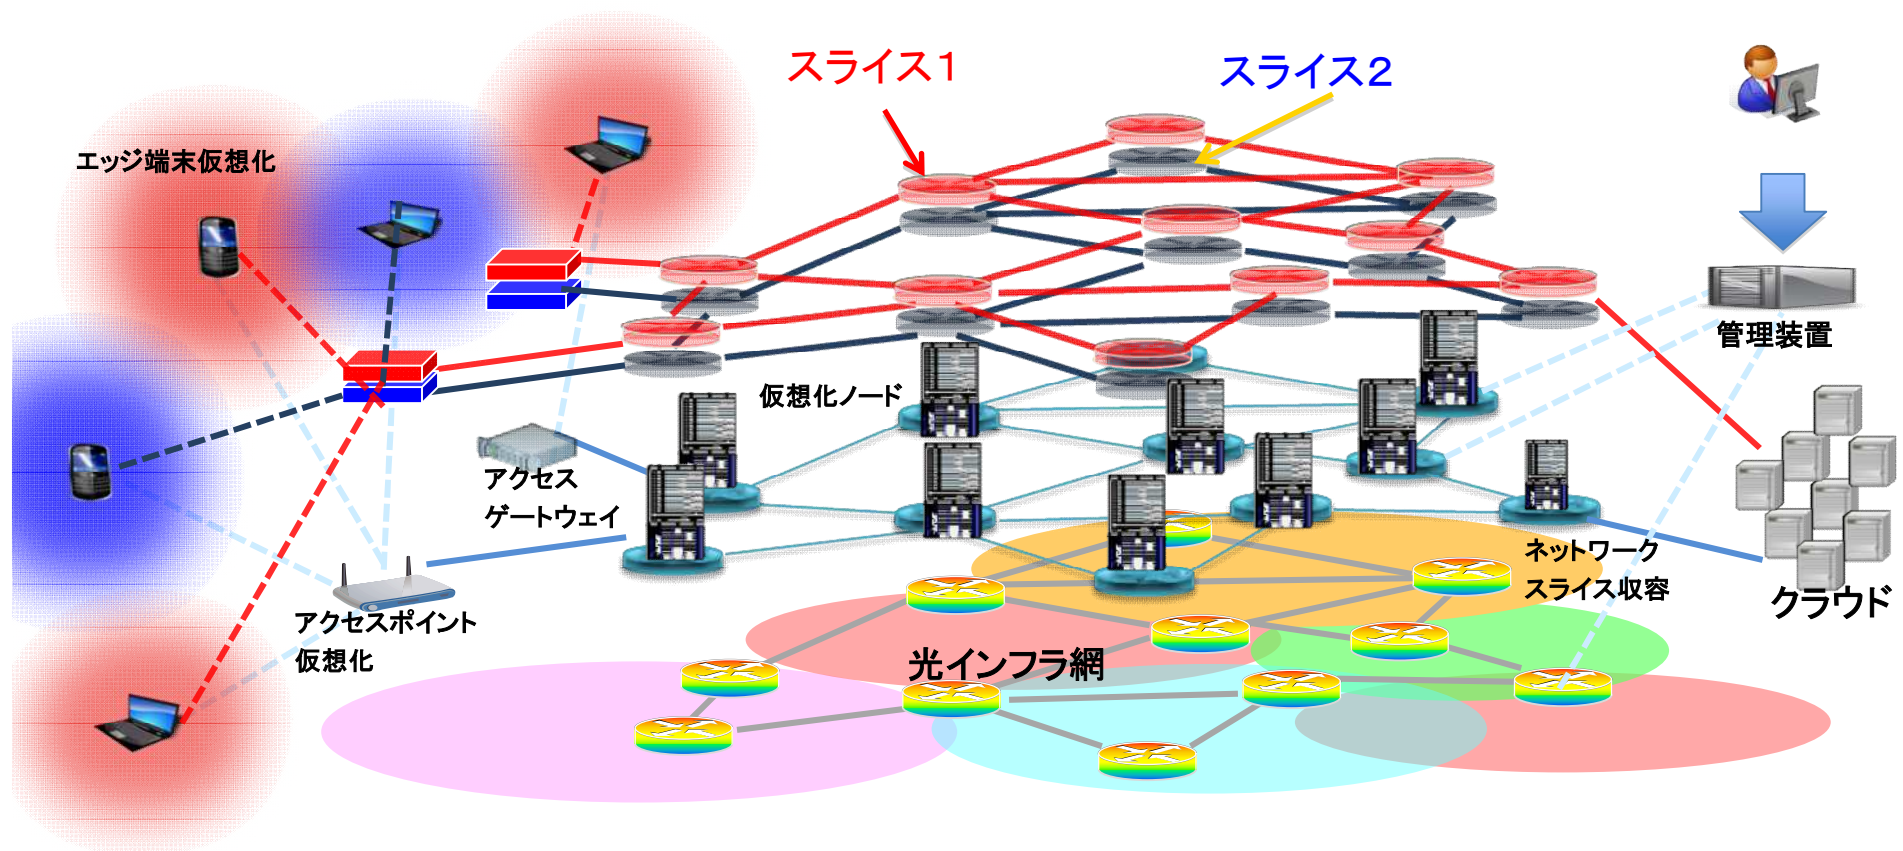 スライス1
スライス2
エッジ端末仮想化
管理装置
仮想化ノード
アクセス
ゲートウェイ
ネットワーク
スライス収容
クラウド
アクセスポイント
仮想化
光インフラ網